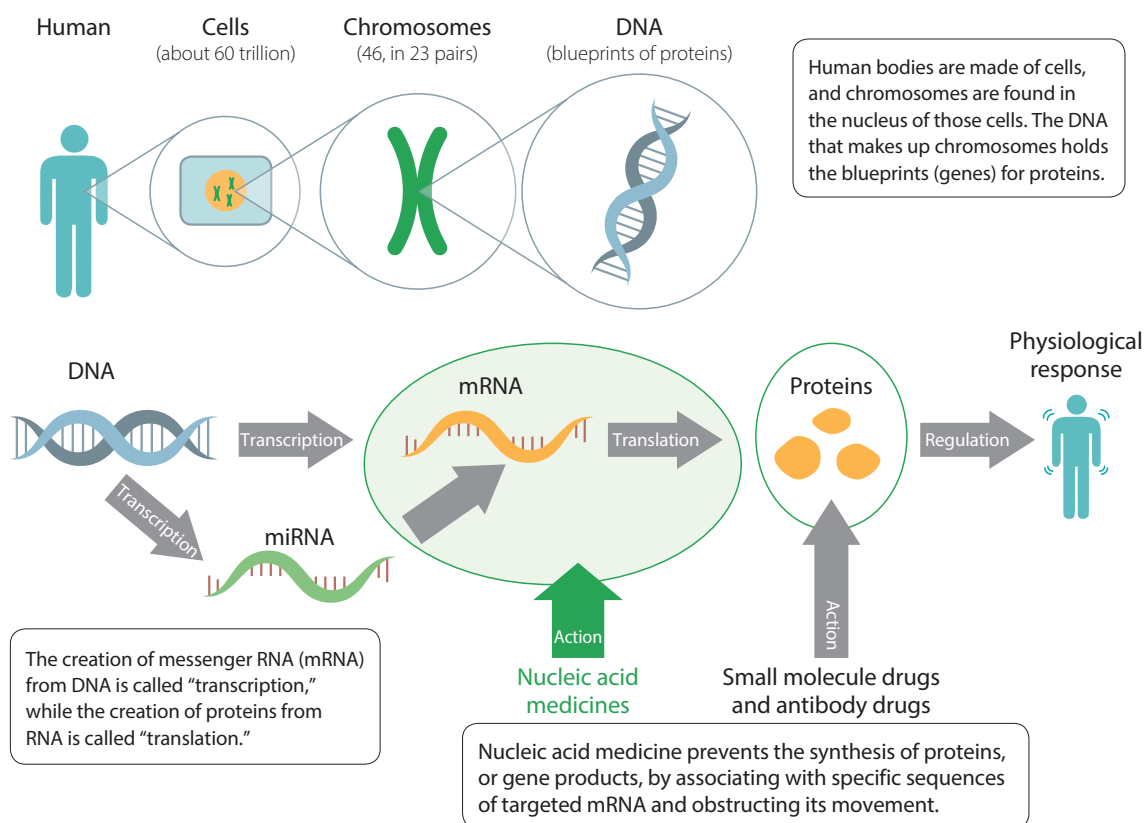 Human
Cells
(about 60 trillion)
Chromosomes
(46, in 23 pairs)
DNA
(blueprints of proteins)
Human bodies are made of cells,
and chromosomes are found in
the nucleus of those cells. The DNA
that makes up chromosomes holds
the blueprints (genes) for proteins.
DNA
Transcription
mRNA
Translation
Proteins
Regulation
Physiological
response
Transcription
miRNA
Action
Nucleic acid
medicines
Action
Small molecule drugs
and antibody drugs
The creation of messenger RNA (mRNA)
from DNA is called “transcription,”
while the creation of proteins from
RNA is called “translation.”
Nucleic acid medicine prevents the synthesis of proteins,
or gene products, by associating with specific sequences
of targeted mRNA and obstructing its movement.